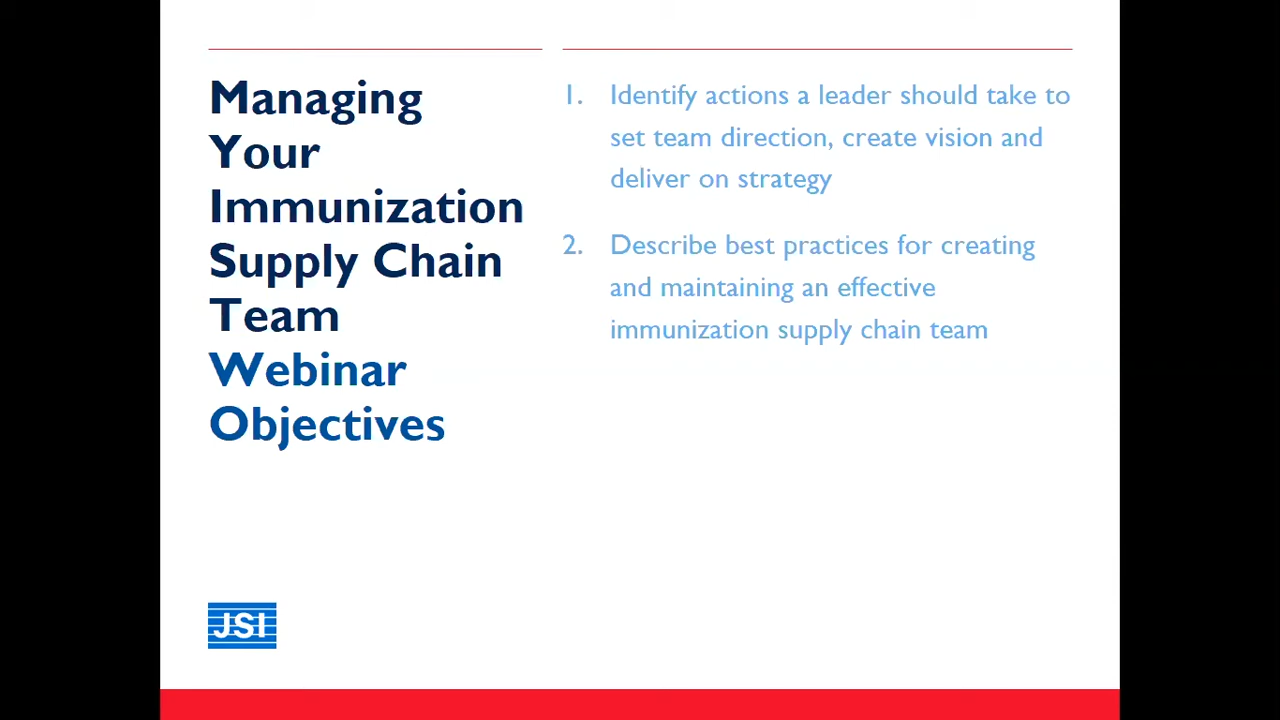 Managing
Your
Immunization
Supply Chain
Team
Webinar
Objectives
1. Identify actions a leader should take to
set team direction, create vision and
deliver on strategy
2. Describe best practices for creating
and maintaining an effective
immunization supply chain team
JSI